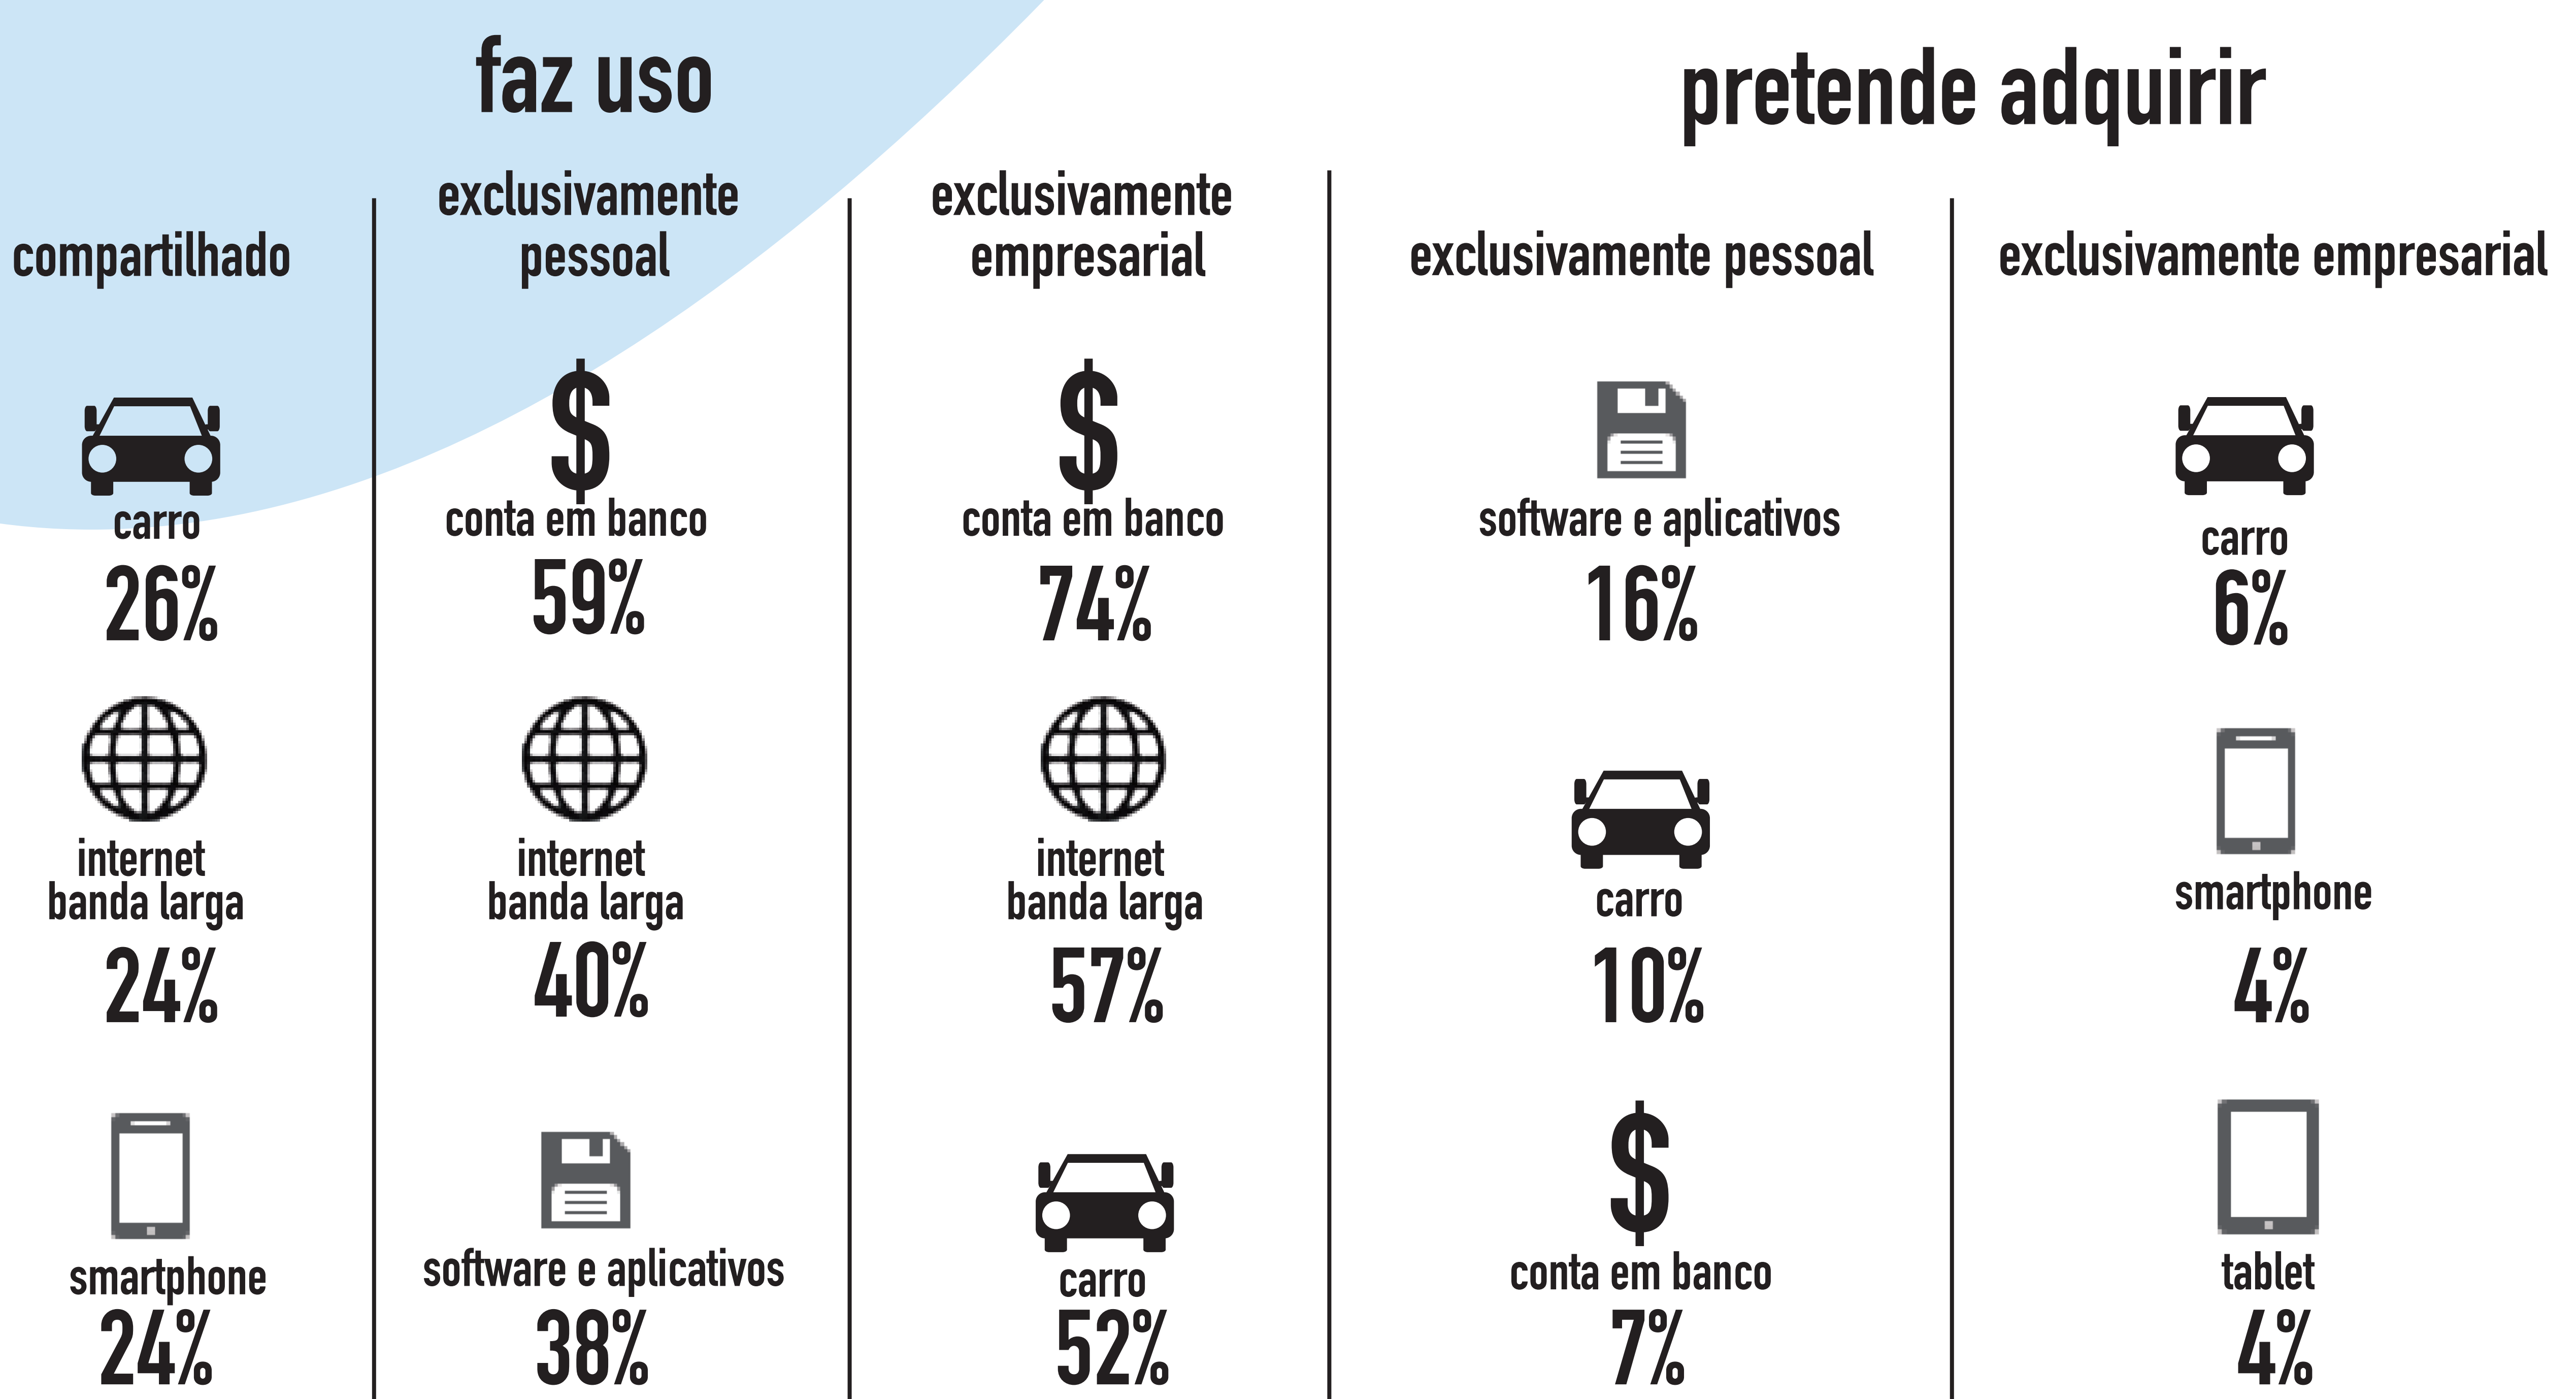 faz uso
compartilhado
carro
26%
internet
banda larga
24%
smartphone
24%
exclusivamente
pessoal
$
conta em banco
59%
internet
banda larga
40%
software e aplicativos
38%
exclusivamente
empresarial
$
conta em banco
74%
internet
banda larga
57%
carro
52%
pretende adquirir
exclusivamente pessoal
software e aplicativos
16%
carro
10%
$
conta em banco
7%
exclusivamente empresarial
carro
6%
smartphone
4%
tablet
4%